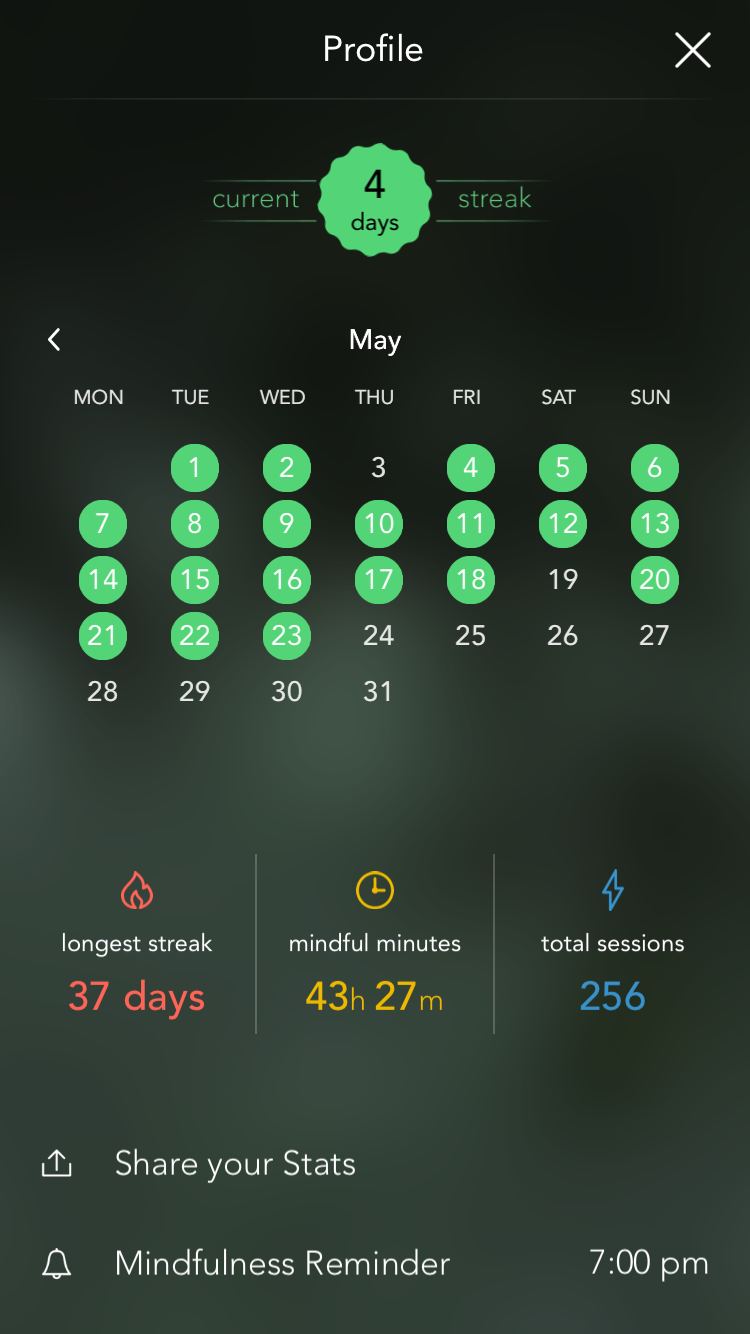 Profile
current 4 days streak
May
MON TUE WED THU FRI SAT SUN
1 2 3 4 5 6
7 8 9 10 11 12 13
14 15 16 17 18 19 20
21 22 23 24 25 26 27
28 29 30 31
longest streak mindful minutes total sessions
37 days 43h 27m 256
Share your Stats
Mindfulness Reminder 7:00 pm